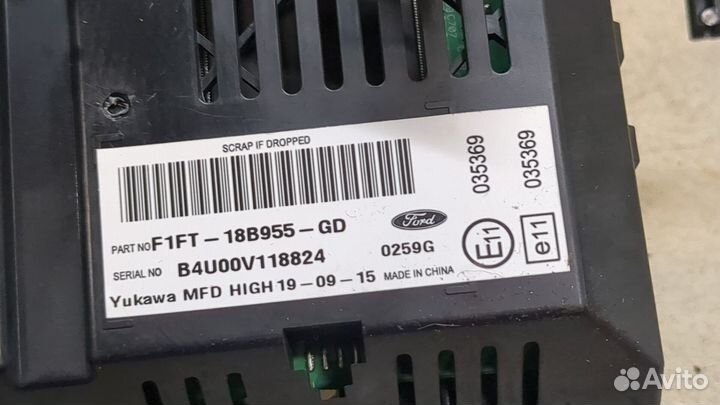 SCRAP IF DROPPED
PART NO F1FT-18B955-GD
SERIAL NO B4U00V118824
Ford
0259G
Yukawa MFD HIGH 19-09-15 MADE IN CHINA
035369
E11
035369
e11
Avito